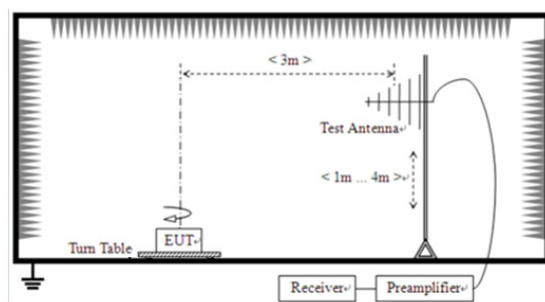 < 3m >
Test Antenna
< 1m ... 4m >
EUT
Turn Table
Receiver
Preamplifier